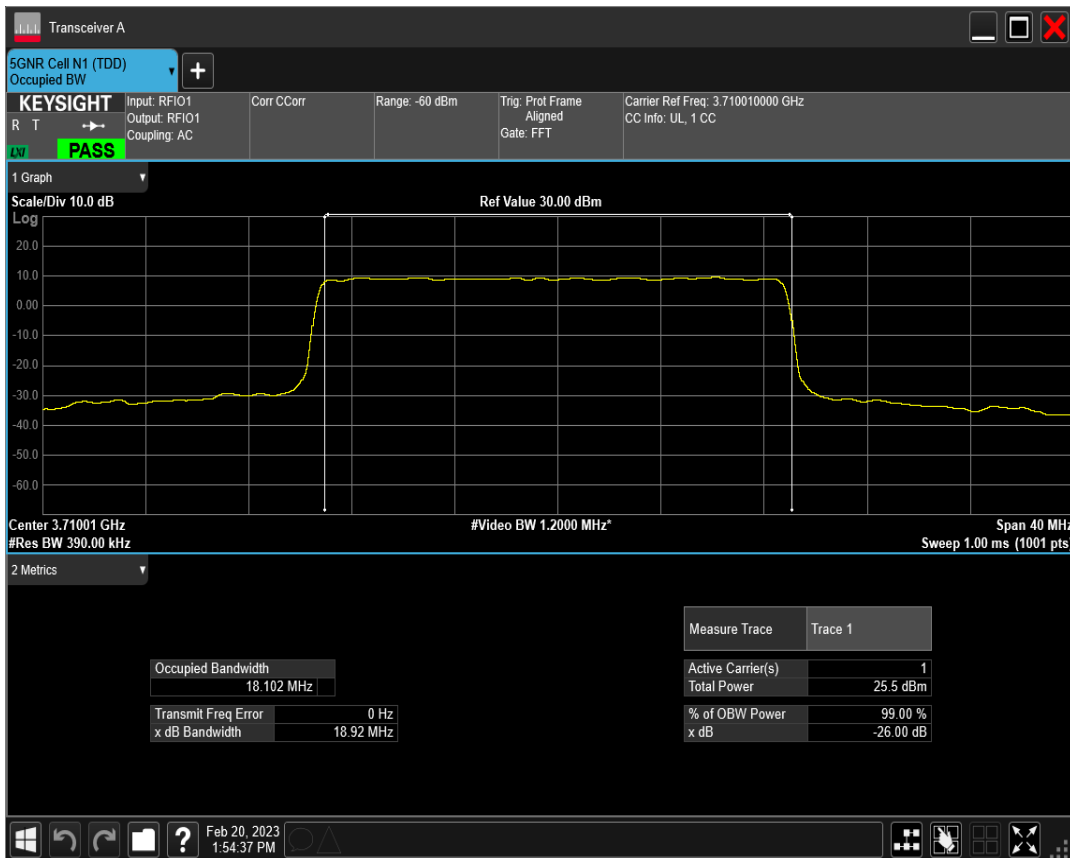 Transceiver A
5GNR Cell N1 (TDD)
Occupied BW
KEYSIGHT
R T
LXI
PASS
Input: RFIO1
Output: RFIO1
Coupling: AC
Corr CCorr
Range: -60 dBm
Trig: Prot Frame
Aligned
Gate: FFT
Carrier Ref Freq: 3.710010000 GHz
CC Info: UL, 1 CC
1 Graph
Scale/Div 10.0 dB
Ref Value 30.00 dBm
Log
20.0
10.0
0.00
-10.0
-20.0
-30.0
-40.0
-50.0
-60.0
Center 3.71001 GHz
#Video BW 1.2000 MHz*
Span 40 MHz
#Res BW 390.00 kHz
Sweep 1.00 ms (1001 pts)
2 Metrics
Measure Trace Trace 1
Occupied Bandwidth
18.102 MHz
Active Carrier(s) 1
Total Power 25.5 dBm
Transmit Freq Error 0 Hz
x dB Bandwidth 18.92 MHz
% of OBW Power 99.00 %
x dB -26.00 dB
?
Feb 20, 2023
1:54:37 PM